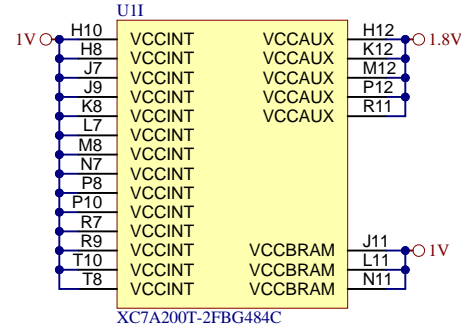 U1I
1V H10 VCCINT VCCAUX H12 1.8V
H8 VCCINT VCCAUX K12
J7 VCCINT VCCAUX M12
J9 VCCINT VCCAUX P12
K8 VCCINT VCCAUX R11
L7 VCCINT
M8 VCCINT
N7 VCCINT
P8 VCCINT
P10 VCCINT
R7 VCCINT
R9 VCCINT VCCBRAM J11 1V
T10 VCCINT VCCBRAM L11
T8 VCCINT VCCBRAM N11
XC7A200T-2FBG484C